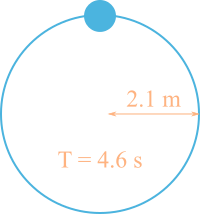 2.1 m
T = 4.6 s